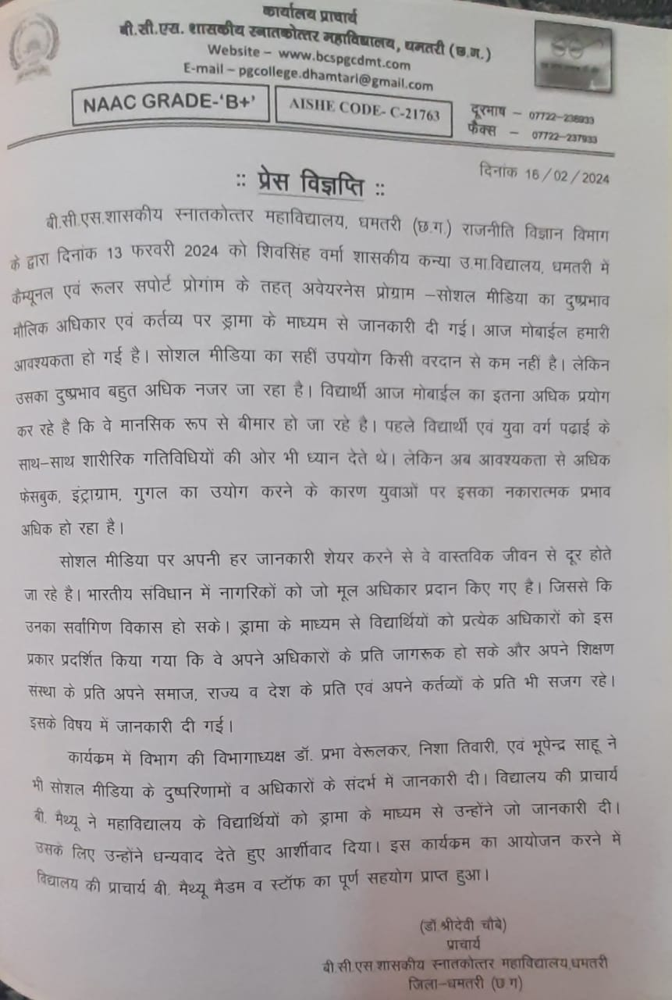 कार्यालय प्राचार्य
बी.सी.एस. शासकीय स्नातकोत्तर महाविद्यालय, धमतरी (छ.ग.)
Website – www.bcspgcdmt.com
E-mail – pgcollege.dhamtari@gmail.com
NAAC GRADE-‘B+’
AISHE CODE- C-21763
दूरभाष – 07722-236933
फैक्स – 07722-237933
दिनांक 16/02/2024
:: प्रेस विज्ञप्ति ::
बी.सी.एस.शासकीय स्नातकोत्तर महाविद्यालय, धमतरी (छ.ग.) राजनीति विज्ञान विभाग
के द्वारा दिनांक 13 फरवरी 2024 को शिवसिंह वर्मा शासकीय कन्या उ.मा.विद्यालय, धमतरी में
कैम्यूनल एवं रूलर सपोर्ट प्रोगांम के तहत् अवेयरनेस प्रोग्राम –सोशल मीडिया का दुष्प्रभाव
मौलिक अधिकार एवं कर्तव्य पर ड्रामा के माध्यम से जानकारी दी गई। आज मोबाईल हमारी
आवश्यकता हो गई है। सोशल मीडिया का सहीं उपयोग किसी वरदान से कम नहीं है। लेकिन
उसका दुष्प्रभाव बहुत अधिक नजर जा रहा है। विद्यार्थी आज मोबाईल का इतना अधिक प्रयोग
कर रहे है कि वे मानसिक रूप से बीमार हो जा रहे है। पहले विद्यार्थी एवं युवा वर्ग पढ़ाई के
साथ–साथ शारीरिक गतिविधियों की ओर भी ध्यान देते थे। लेकिन अब आवश्यकता से अधिक
फेसबुक, इंट्राग्राम, गुगल का उयोग करने के कारण युवाओं पर इसका नकारात्मक प्रभाव
अधिक हो रहा है।
सोशल मीडिया पर अपनी हर जानकारी शेयर करने से वे वास्तविक जीवन से दूर होते
जा रहे है। भारतीय संविधान में नागरिकों को जो मूल अधिकार प्रदान किए गए है। जिससे कि
उनका सर्वांगिण विकास हो सके। ड्रामा के माध्यम से विद्यार्थियों को प्रत्येक अधिकारों को इस
प्रकार प्रदर्शित किया गया कि वे अपने अधिकारों के प्रति जागरूक हो सके और अपने शिक्षण
संस्था के प्रति अपने समाज, राज्य व देश के प्रति एवं अपने कर्तव्यों के प्रति भी सजग रहे।
इसके विषय में जानकारी दी गई।
कार्यक्रम में विभाग की विभागाध्यक्ष डॉ. प्रभा वेरूलकर, निशा तिवारी, एवं भूपेन्द्र साहू ने
भी सोशल मीडिया के दुष्परिणामों व अधिकारों के संदर्भ में जानकारी दी। विद्यालय की प्राचार्य
बी. मैथ्यू ने महाविद्यालय के विद्यार्थियों को ड्रामा के माध्यम से उन्होंने जो जानकारी दी।
उसके लिए उन्होंने धन्यवाद देते हुए आर्शीवाद दिया। इस कार्यक्रम का आयोजन करने में
विद्यालय की प्राचार्य बी. मैथ्यू मैडम व स्टॉफ का पूर्ण सहयोग प्राप्त हुआ।
(डॉ.श्रीदेवी चौबे)
प्राचार्य
बी.सी.एस.शासकीय स्नातकोत्तर महाविद्यालय,धमतरी
जिला–धमतरी (छ.ग)